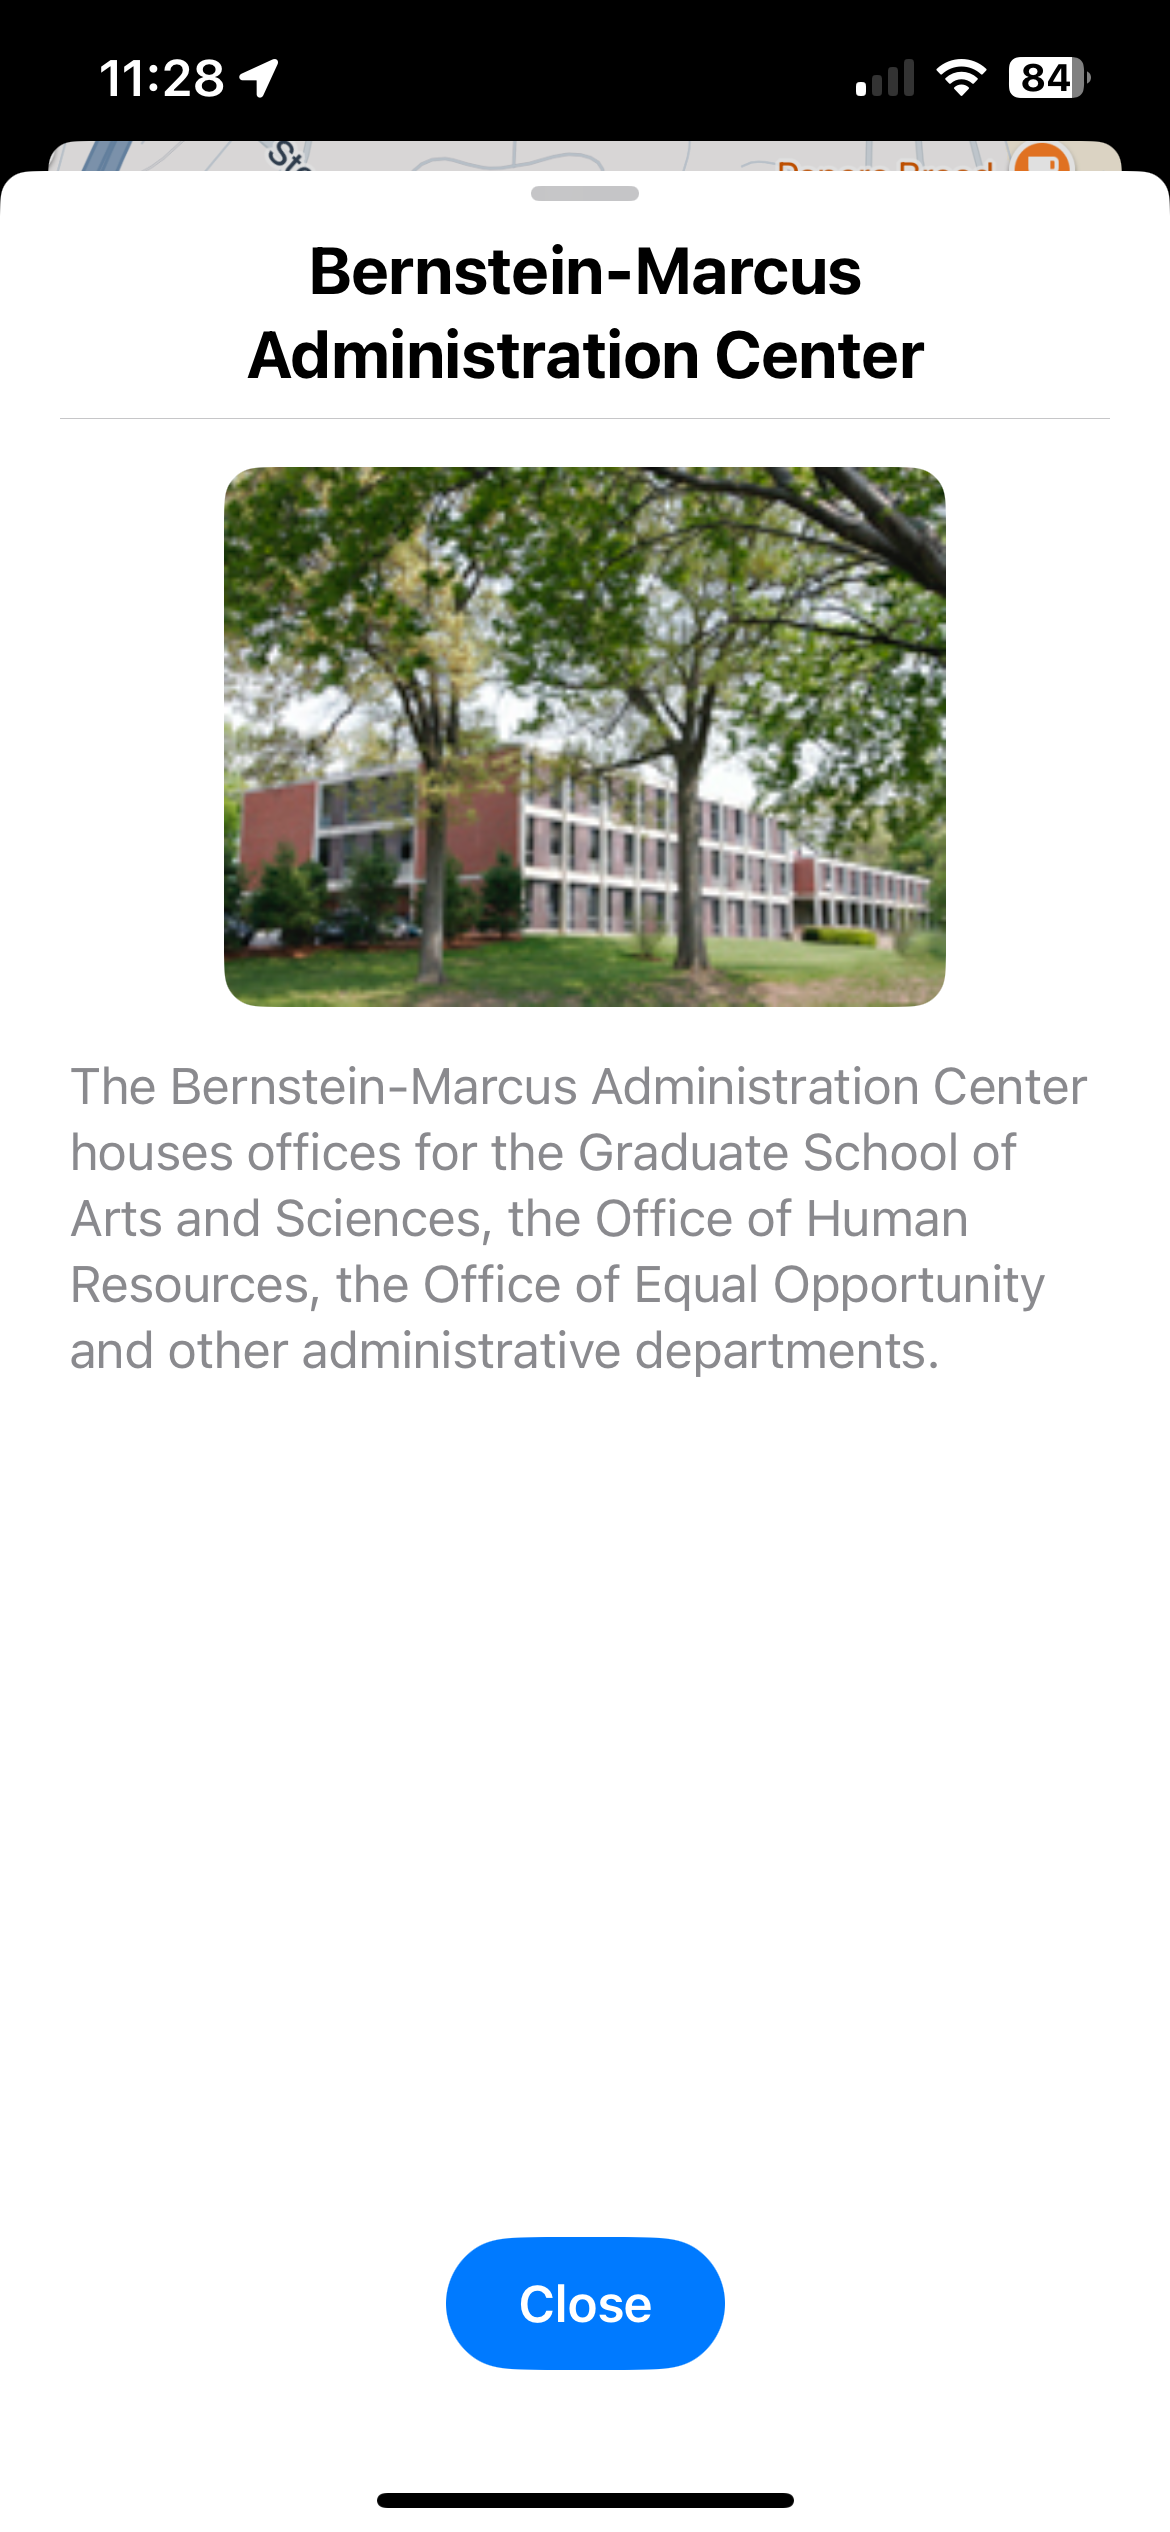 11:28
84
Bernstein-Marcus
Administration Center
The Bernstein-Marcus Administration Center
houses offices for the Graduate School of
Arts and Sciences, the Office of Human
Resources, the Office of Equal Opportunity
and other administrative departments.
Close